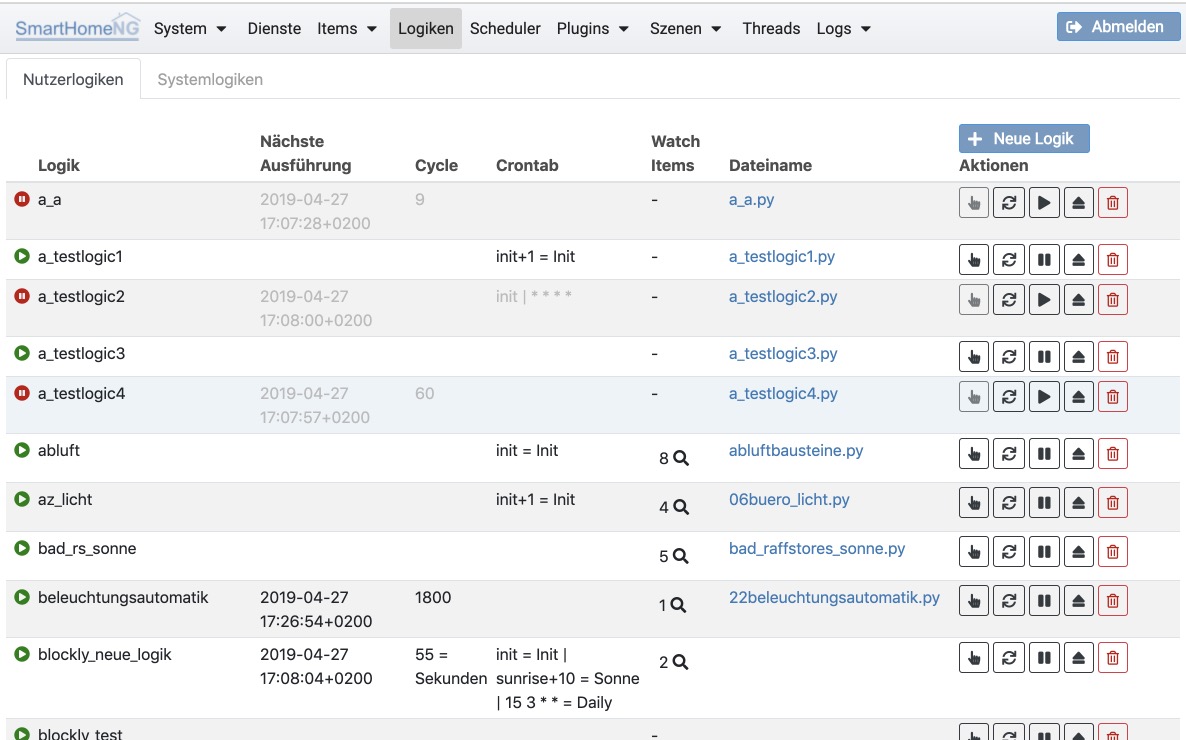 SmartHomeNG System Dienste Items Logiken Scheduler Plugins Szenen Threads Logs Abmelden
Nutzerlogiken Systemlogiken
Neue Logik
Logik Nächste Ausführung Cycle Crontab Watch Items Dateiname Aktionen
a_a 2019-04-27 9 - a_a.py
17:07:28+0200
a_testlogic1 init+1 = Init - a_testlogic1.py
a_testlogic2 2019-04-27 init | * * * * - a_testlogic2.py
17:08:00+0200
a_testlogic3 - a_testlogic3.py
a_testlogic4 2019-04-27 60 - a_testlogic4.py
17:07:57+0200
abluft init = Init 8 abluftbausteine.py
az_licht init+1 = Init 4 06buero_licht.py
bad_rs_sonne 5 bad_raffstores_sonne.py
beleuchtungsautomatik 2019-04-27 1800 1 22beleuchtungsautomatik.py
17:26:54+0200
blockly_neue_logik 2019-04-27 55 = init = Init | 2
17:08:04+0200 Sekunden sunrise+10 = Sonne
| 15 3 * * = Daily
blockly_test -